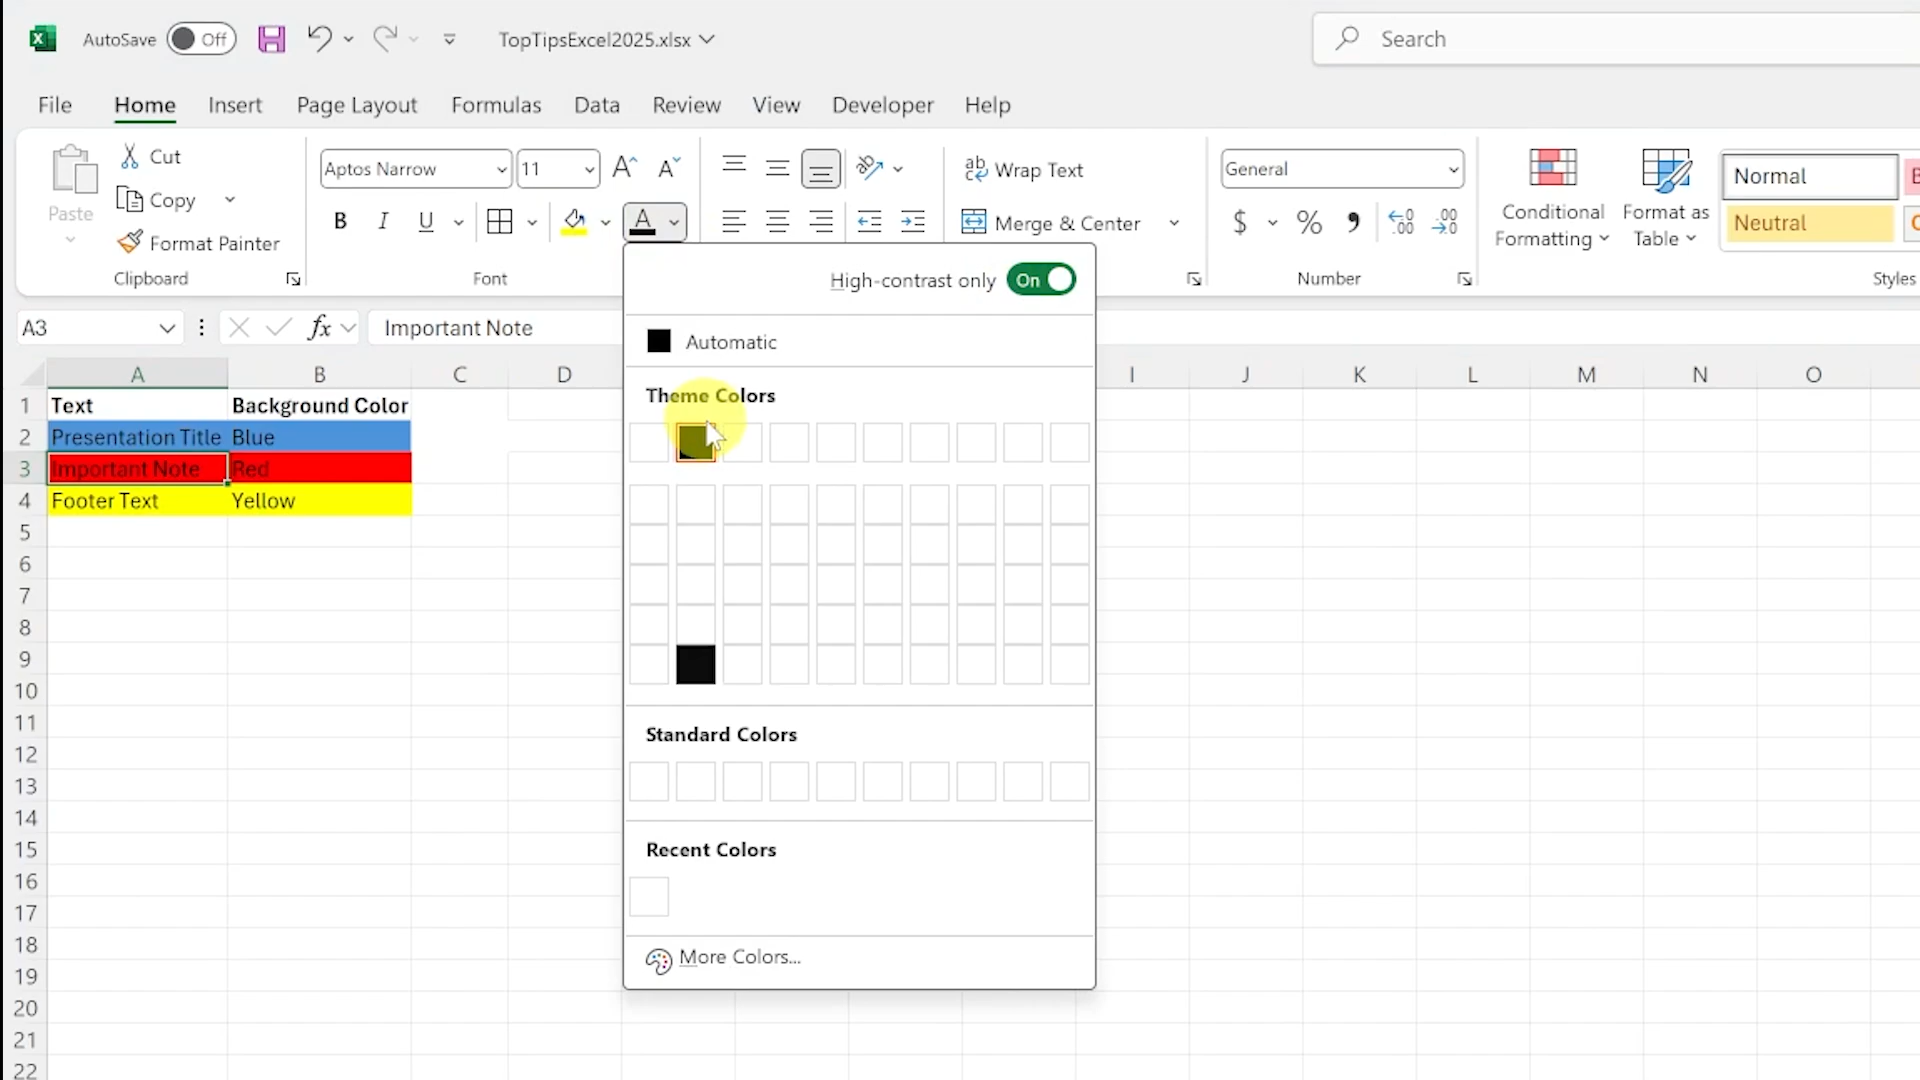 AutoSave Off TopTipsExcel2025.xlsx Search
File Home Insert Page Layout Formulas Data Review View Developer Help
Paste
Cut
Copy
Format Painter
Clipboard
Aptos Narrow 11
B I U
Font
Wrap Text
Merge & Center
General
$ %
Number
Conditional Formatting
Format as Table
Normal
Neutral
Styles
A3 fx Important Note
High-contrast only On
Automatic
Theme Colors
Standard Colors
Recent Colors
More Colors...
A B C D I J K L M N O
1 Text Background Color
2 Presentation Title Blue
3 Important Note Red
4 Footer Text Yellow
5
6
7
8
9
10
11
12
13
14
15
16
17
18
19
20
21
22